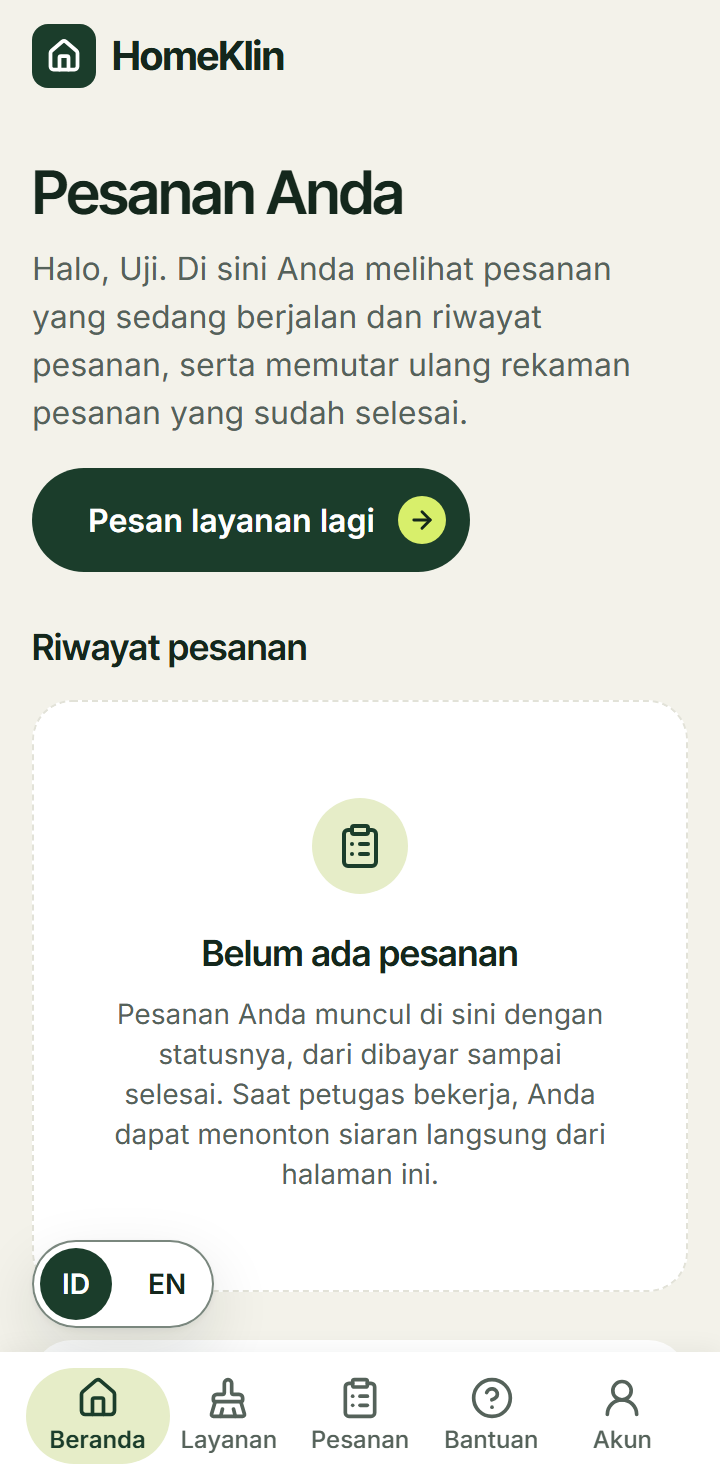 HomeKlin
Pesanan Anda
Halo, Uji. Di sini Anda melihat pesanan
yang sedang berjalan dan riwayat
pesanan, serta memutar ulang rekaman
pesanan yang sudah selesai.
Pesan layanan lagi
Riwayat pesanan
Belum ada pesanan
Pesanan Anda muncul di sini dengan
statusnya, dari dibayar sampai
selesai. Saat petugas bekerja, Anda
dapat menonton siaran langsung dari
halaman ini.
ID EN
Beranda Layanan Pesanan Bantuan Akun